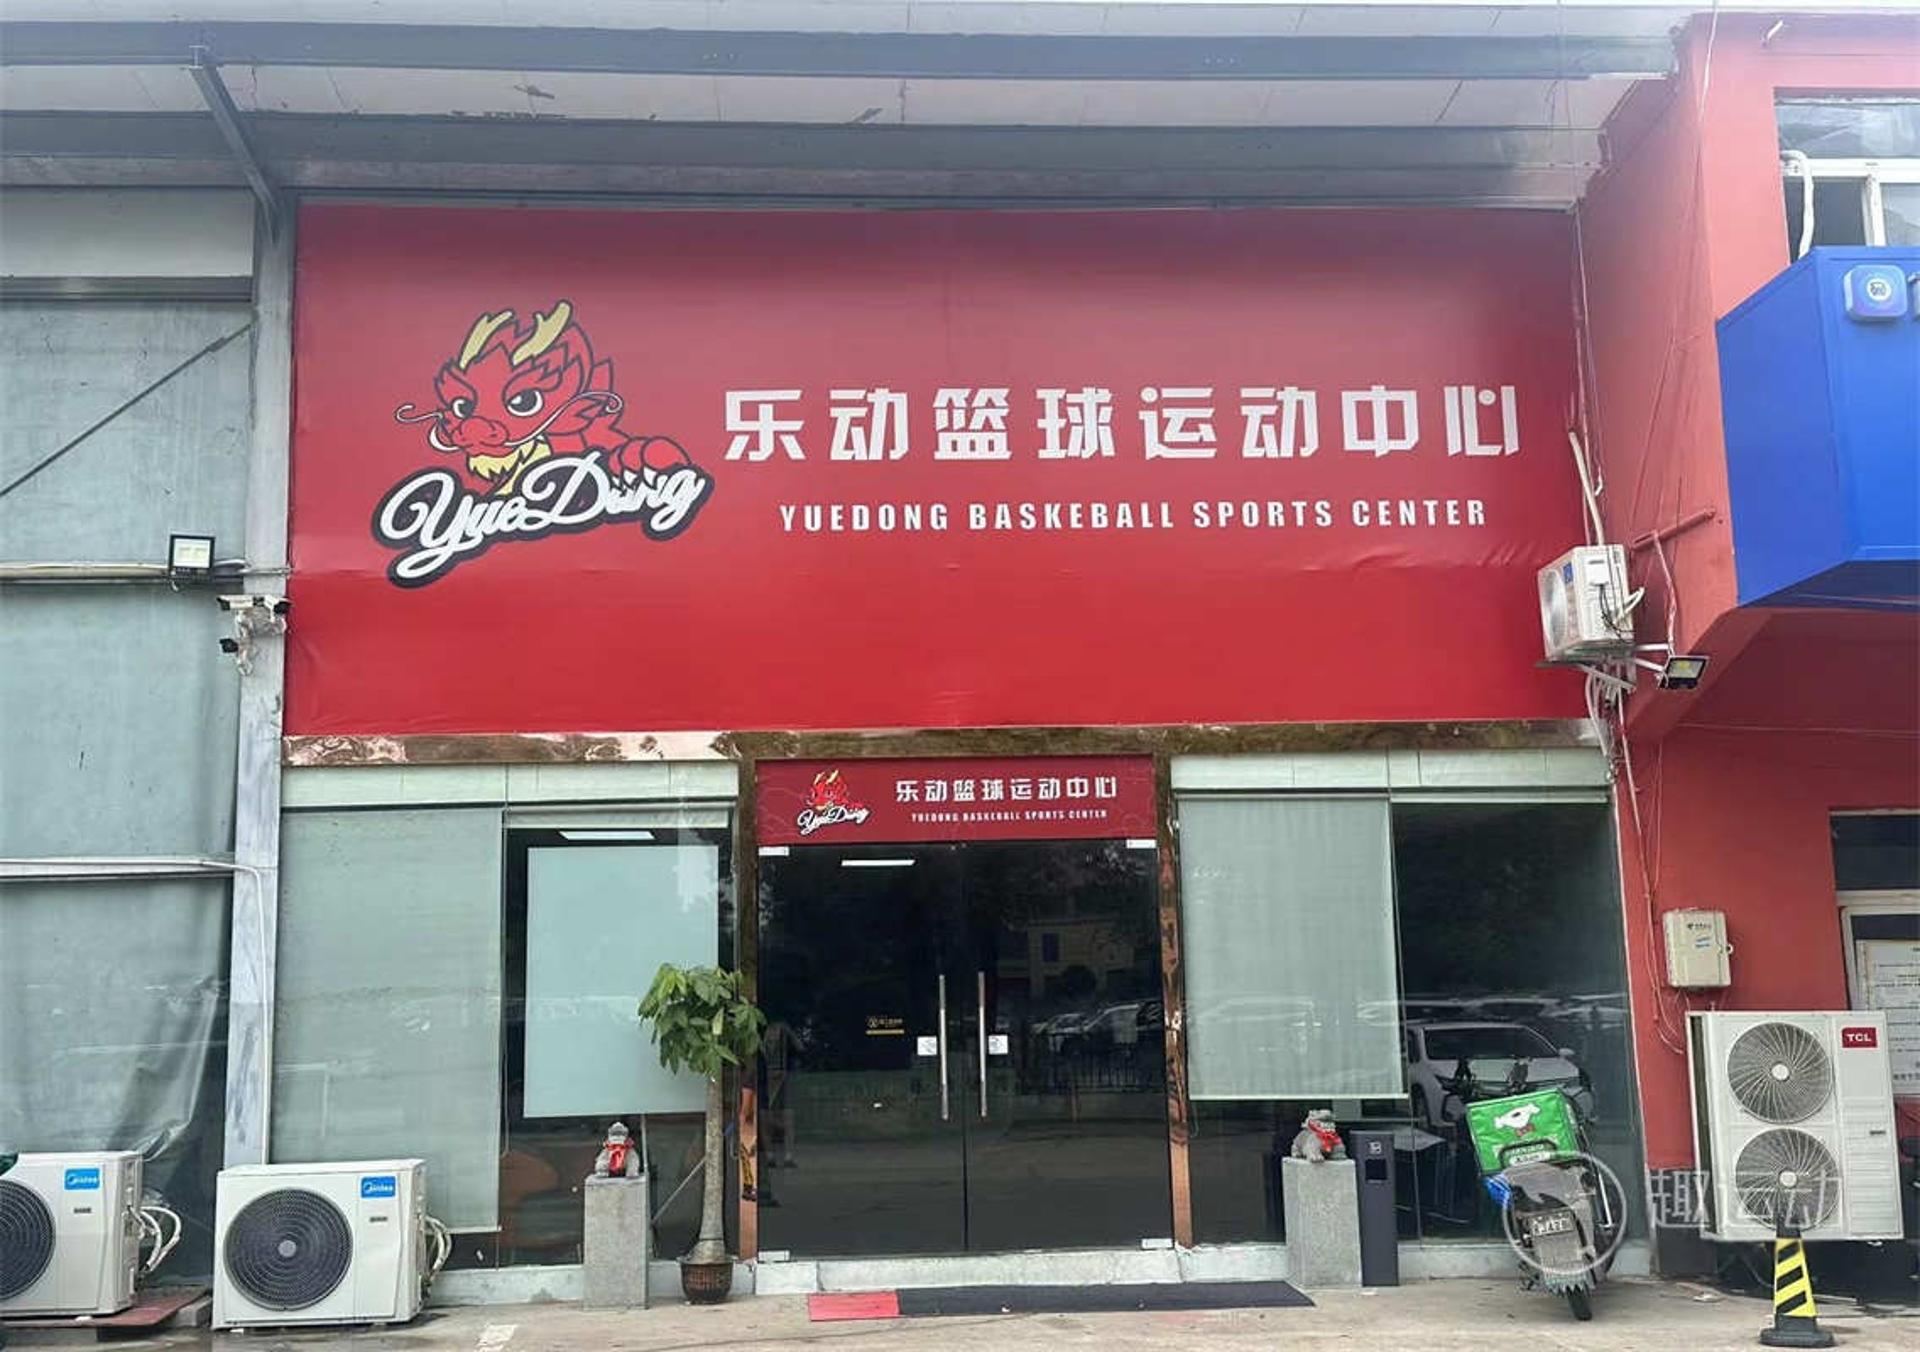 乐动篮球运动中心
YueDong
YUEDONG BASKEBALL SPORTS CENTER
乐动篮球运动中心
YueDong
YUEDONG BASKEBALL SPORTS CENTER
TCL
Midea
Midea
趣运动